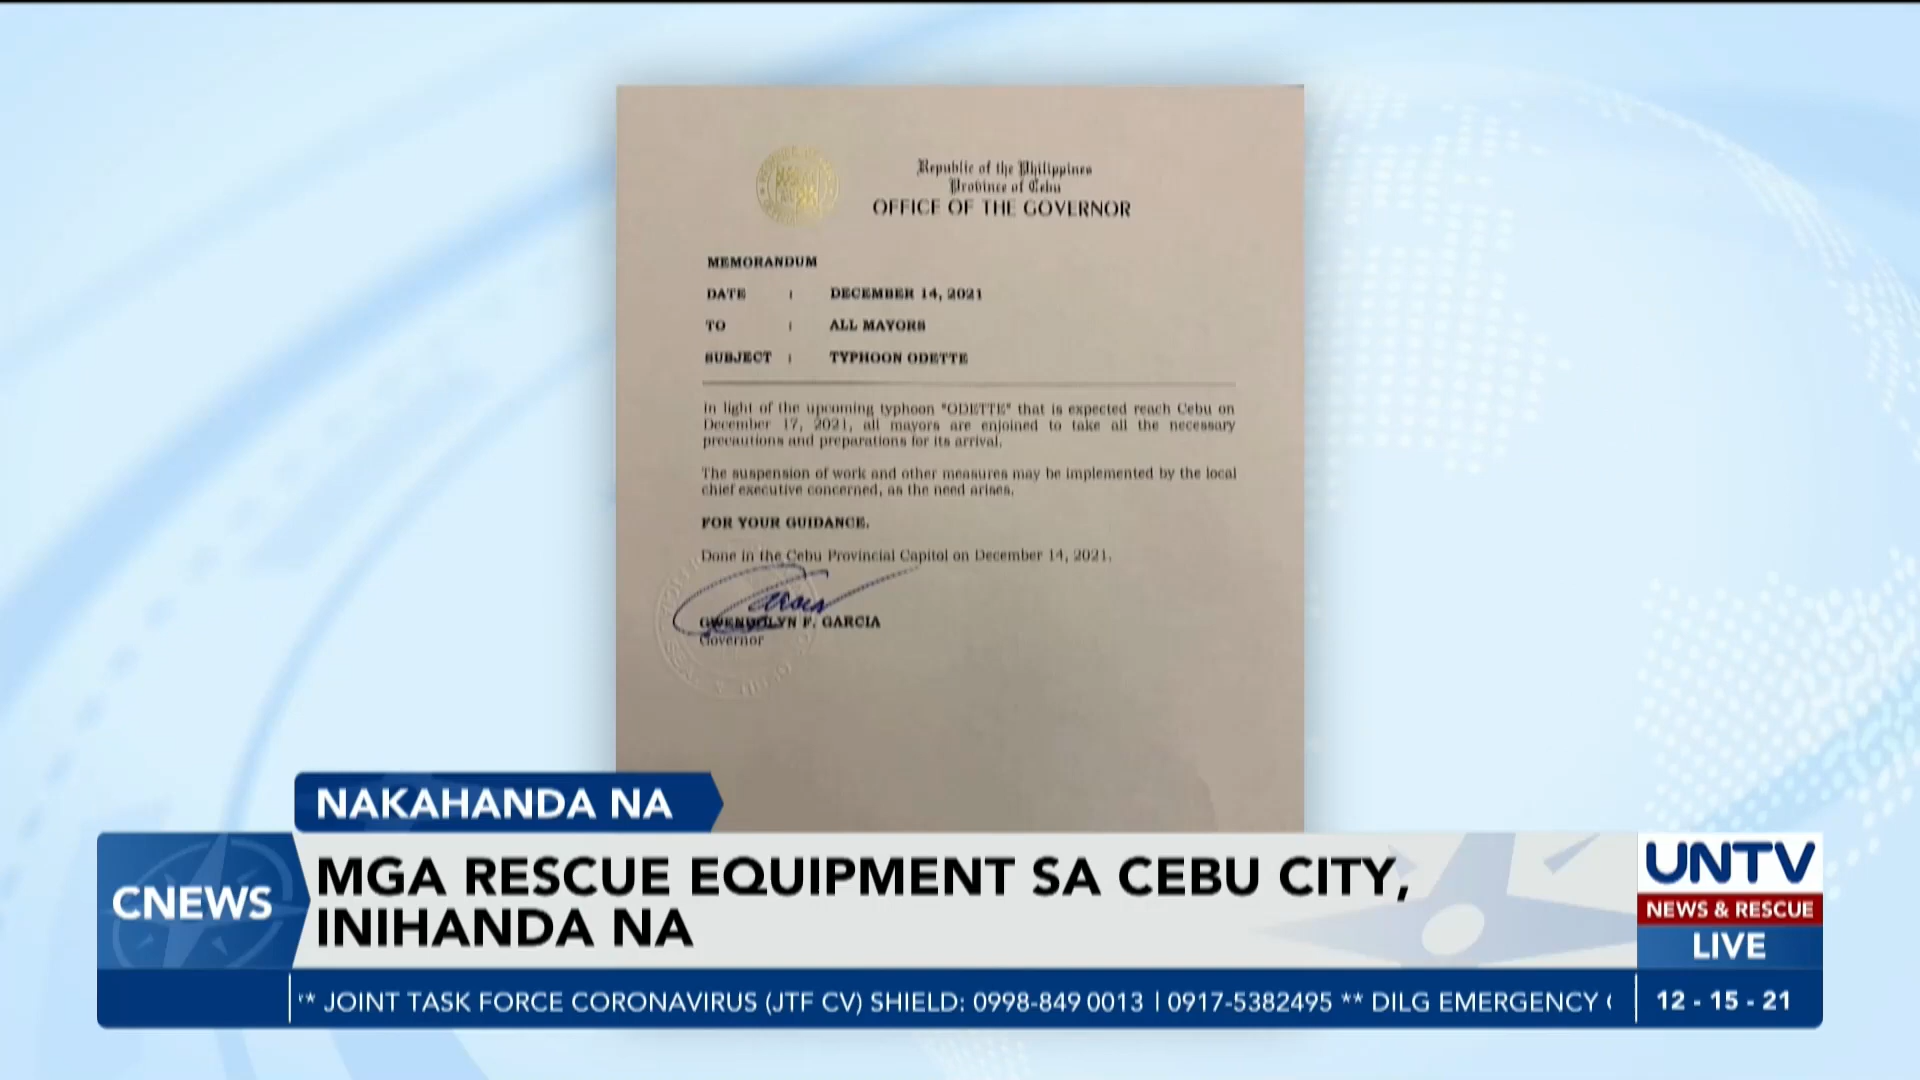 Republic of the Philippines
Province of Cebu
OFFICE OF THE GOVERNOR
MEMORANDUM
DATE : DECEMBER 14, 2021
TO : ALL MAYORS
SUBJECT : TYPHOON ODETTE
In light of the upcoming typhoon "ODETTE" that is expected reach Cebu on
December 17, 2021, all mayors are enjoined to take all the necessary
precautions and preparations for its arrival.
The suspension of work and other measures may be implemented by the local
chief executive concerned, as the need arises.
FOR YOUR GUIDANCE.
Done in the Cebu Provincial Capitol on December 14, 2021.
GWENDOLYN F. GARCIA
Governor
NAKAHANDA NA
CNEWS
MGA RESCUE EQUIPMENT SA CEBU CITY,
INIHANDA NA
UNTV
NEWS & RESCUE
LIVE
** JOINT TASK FORCE CORONAVIRUS (JTF CV) SHIELD: 0998-849 0013 | 0917-5382495 ** DILG EMERGENCY
12 - 15 - 21